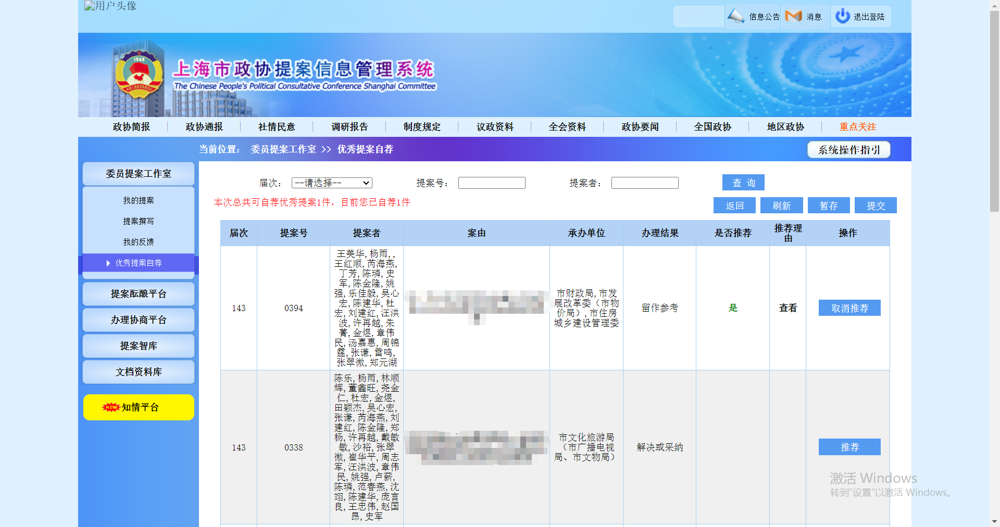 用户头像
信息公告
消息
退出登陆
上海市政协提案信息管理系统
The Chinese People's Political Consultative Conference Shanghai Committee
政协简报 政协通报 社情民意 调研报告 制度规定 议政资料 全会资料 政协要闻 全国政协 地区政协 重点关注
当前位置： 委员提案工作室 >> 优秀提案自荐
系统操作指引
委员提案工作室
我的提案
提案撰写
我的反馈
优秀提案自荐
提案酝酿平台
办理协商平台
提案智库
文档资料库
NEW 知情平台
届次： --请选择-- 提案号： 提案者： 查 询
本次总共可自荐优秀提案1件，目前您已自荐1件
返回 刷新 暂存 提交
届次 提案号 提案者 案由 承办单位 办理结果 是否推荐 推荐理由 操作
143
0394
王美华,杨雨,,
王红顺,芮海燕,
丁芳,陈璘,史
军,陈金隆,姚
强,乐佳毅,吴心
宏,陈建华,杜
宏,刘建红,汪洪
波,许再越,朱
菁,金煜,章伟
民,汤嘉惠,周锦
霆,张谦,雷鸣,
张翠微,郑元湖
市财政局,市发
展改革委（市物
价局）,市住房
城乡建设管理委
留作参考
是
查看
取消推荐
143
0338
陈乐,杨雨,林顺
辉,董鑫旺,尧金
仁,杜宏,金煜,
田颖杰,吴心宏,
张谦,芮海燕,刘
建红,陈金隆,郑
杨,许再越,戴敏
敏,沙裕,张翠
微,崔华平,周志
军,汪洪波,章伟
民,姚强,卢薪,
陈璘,范春燕,沈
翊,陈建华,庞言
良,王忠伟,赵国
昂,史军
市文化旅游局
（市广播电视
局、市文物局）
解决或采纳
推荐
激活 Windows
转到“设置”以激活 Windows。